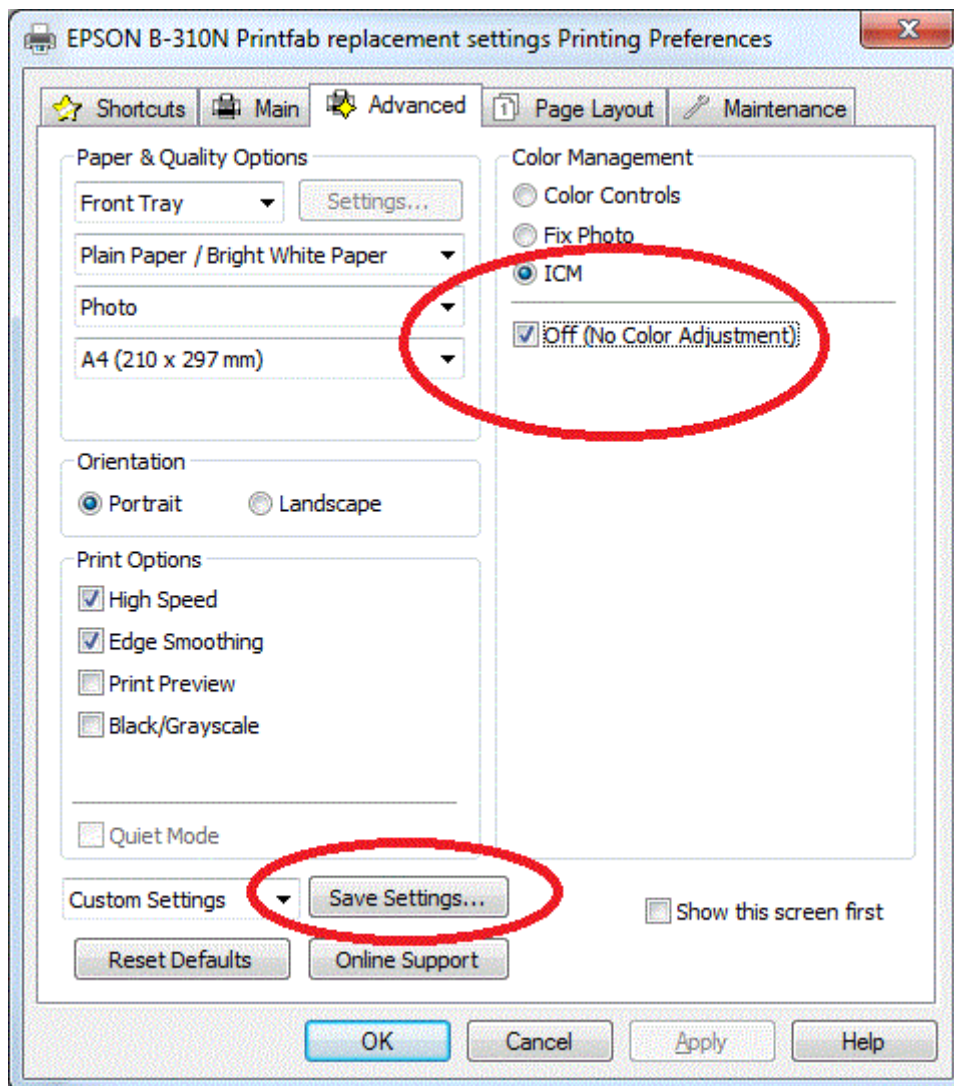 EPSON B-310N Printfab replacement settings Printing Preferences
Shortcuts Main Advanced Page Layout Maintenance
Paper & Quality Options
Front Tray Settings...
Plain Paper / Bright White Paper
Photo
A4 (210 x 297 mm)
Orientation
Portrait Landscape
Print Options
High Speed
Edge Smoothing
Print Preview
Black/Grayscale
Quiet Mode
Color Management
Color Controls
Fix Photo
ICM
Off (No Color Adjustment)
Custom Settings Save Settings...
Show this screen first
Reset Defaults Online Support
OK Cancel Apply Help